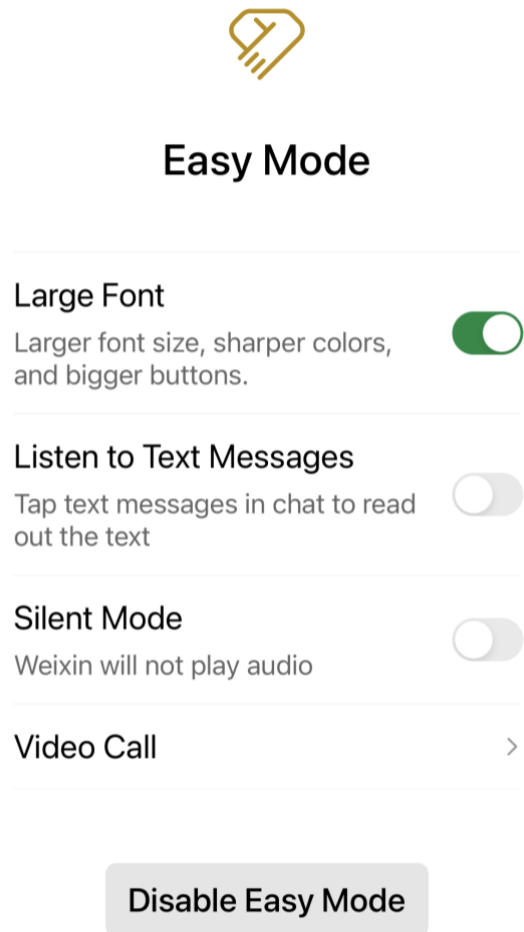 Easy Mode
Large Font
Larger font size, sharper colors,
and bigger buttons.
Listen to Text Messages
Tap text messages in chat to read
out the text
Silent Mode
Weixin will not play audio
Video Call
Disable Easy Mode